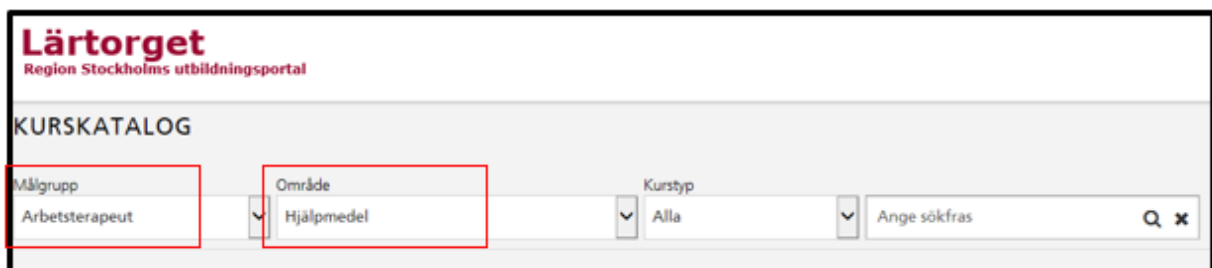 Lärtorget
Region Stockholms utbildningsportal
KURSKATALOG
Målgrupp Område Kurstyp
Arbetsterapeut Hjälpmedel Alla Ange sökfras